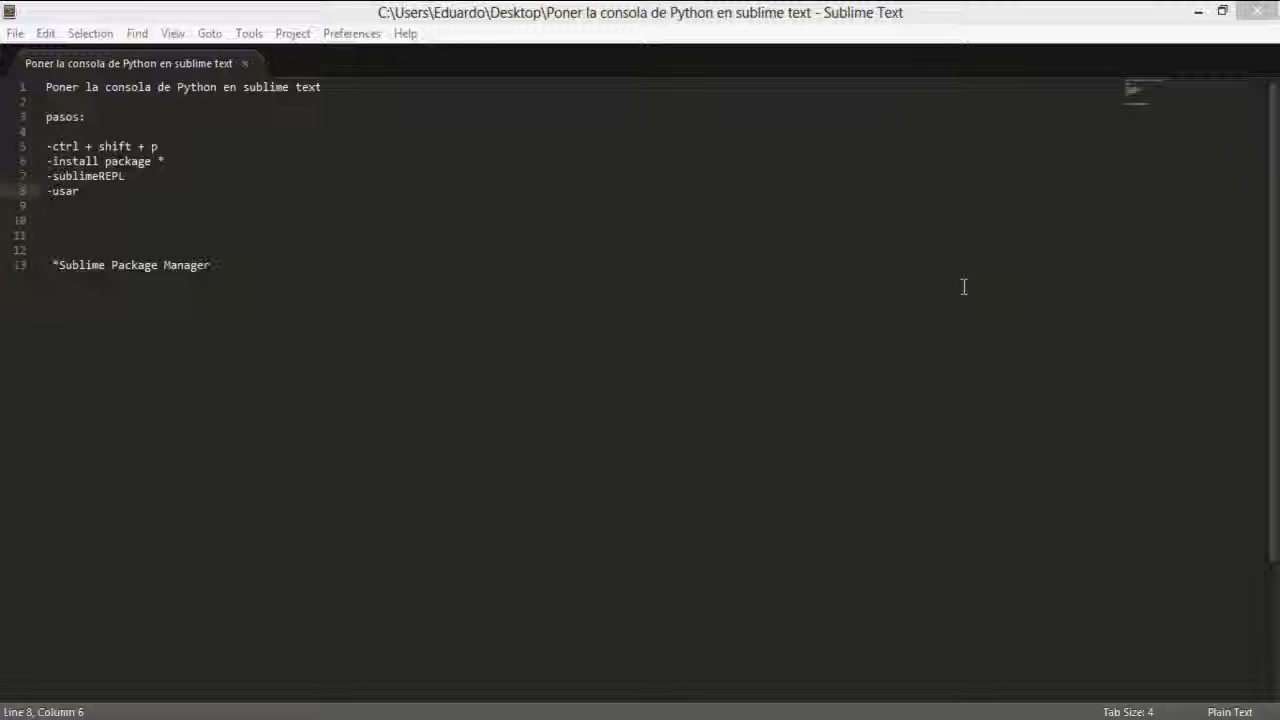 C:\Users\Eduardo\Desktop\Poner la consola de Python en sublime text - Sublime Text
File Edit Selection Find View Goto Tools Project Preferences Help
Poner la consola de Python en sublime text ×
1 Poner la consola de Python en sublime text
2
3 pasos:
4
5 -ctrl + shift + p
6 -install package *
7 -sublimeREPL
8 -usar
9
10
11
12
13 *Sublime Package Manager
Line 8, Column 6 Tab Size: 4 Plain Text